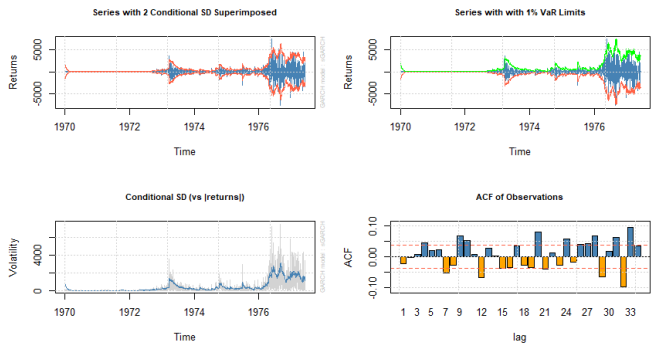 Series with 2 Conditional SD Superimposed
Returns
5000
0
-5000
1970 1972 1974 1976
Time
GARCH model : sGARCH
Series with with 1% VaR Limits
Returns
5000
0
-5000
1970 1972 1974 1976
Time
GARCH model : sGARCH
Conditional SD (vs |returns|)
Volatility
4000
0
1970 1972 1974 1976
Time
GARCH model : sGARCH
ACF of Observations
ACF
0.10
0.00
-0.10
1 3 5 7 9 12 15 18 21 24 27 30 33
lag